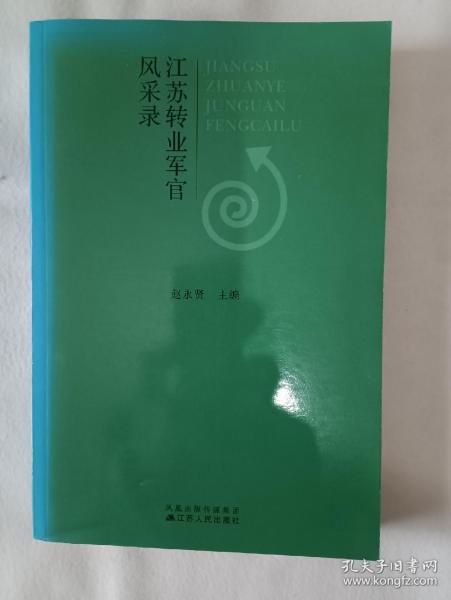 江苏转业军官
风采录
JIANGSU
ZHUANYE
JUNGUAN
FENGCAILU
赵永贤 主编
凤凰出版传媒集团
江苏人民出版社
孔夫子旧书网
www.kongfz.com